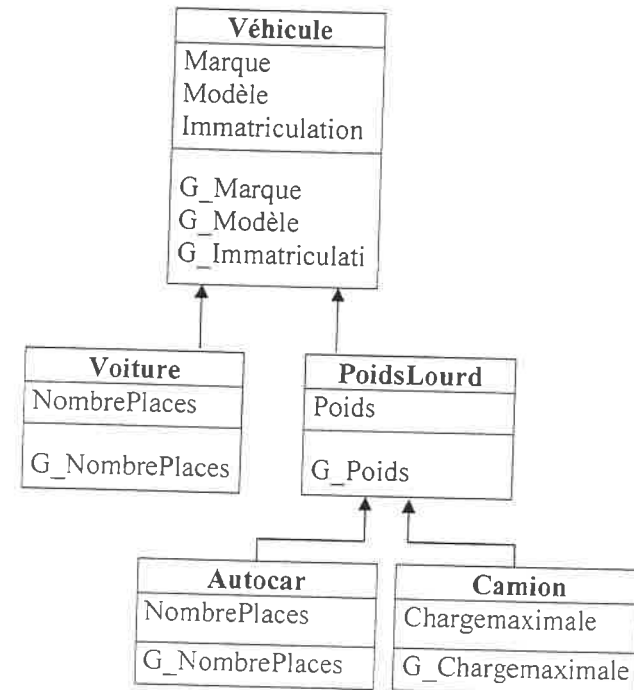 Véhicule
Marque
Modèle
Immatriculation
G_Marque
G_Modèle
G_Immatriculati
Voiture
NombrePlaces
G_NombrePlaces
PoidsLourd
Poids
G_Poids
Autocar
NombrePlaces
G_NombrePlaces
Camion
Chargemaximale
G_Chargemaximale